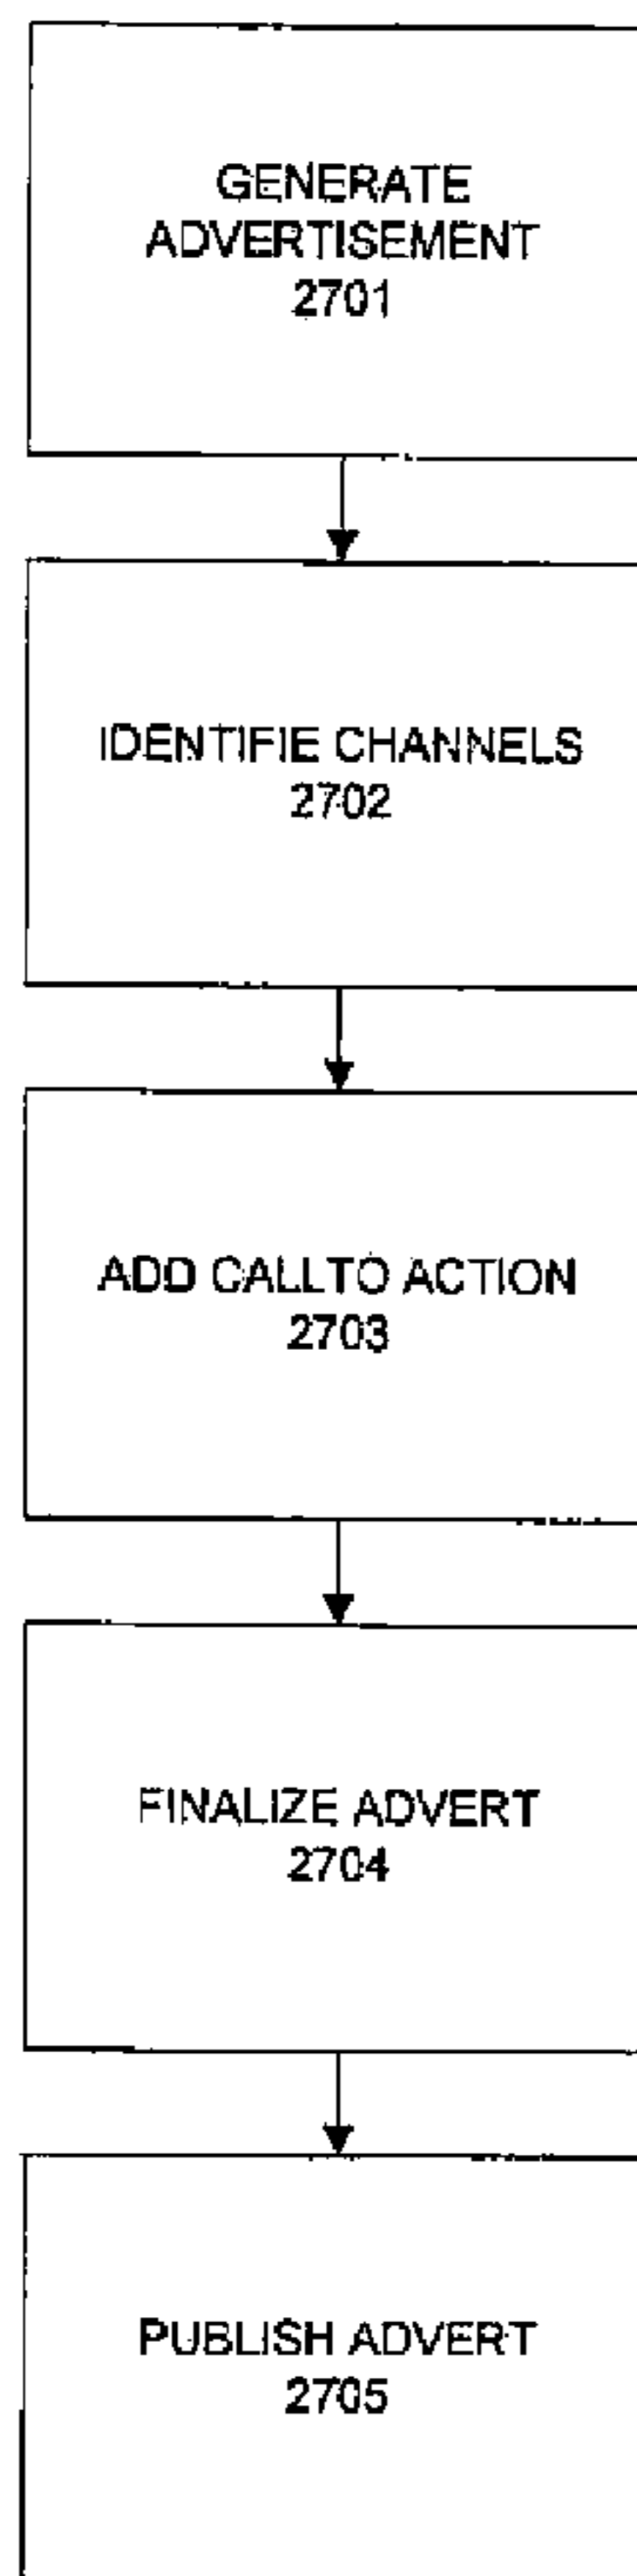 GENERATE
ADVERTISEMENT
2701
IDENTIFIE CHANNELS
2702
ADD CALLTO ACTION
2703
FINALIZE ADVERT
2704
PUBLISH ADVERT
2705